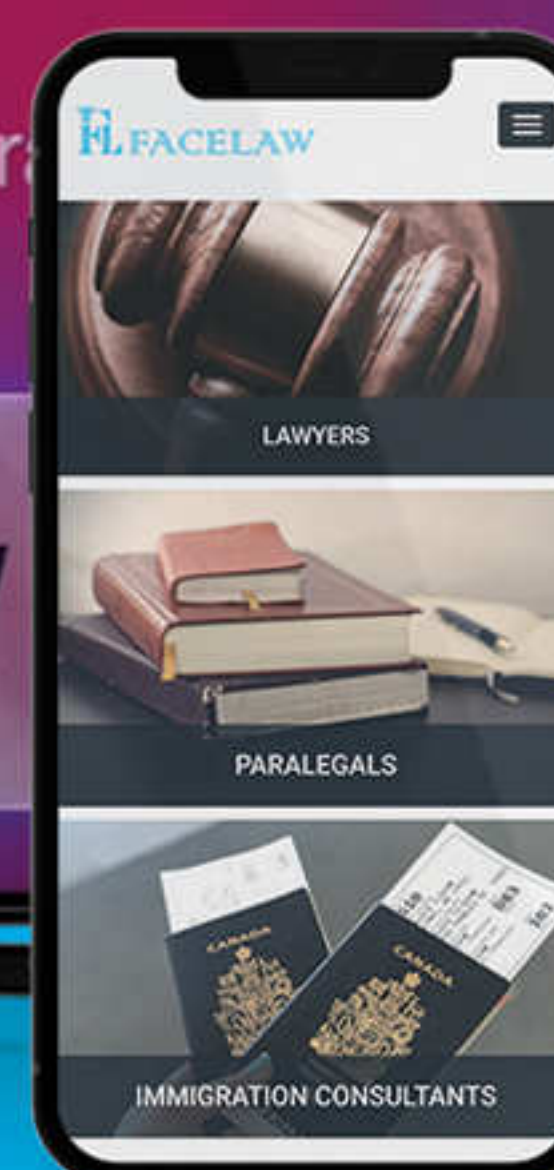 FL FACELAW
LAWYERS
PARALEGALS
CANADA
CANADA
IMMIGRATION CONSULTANTS